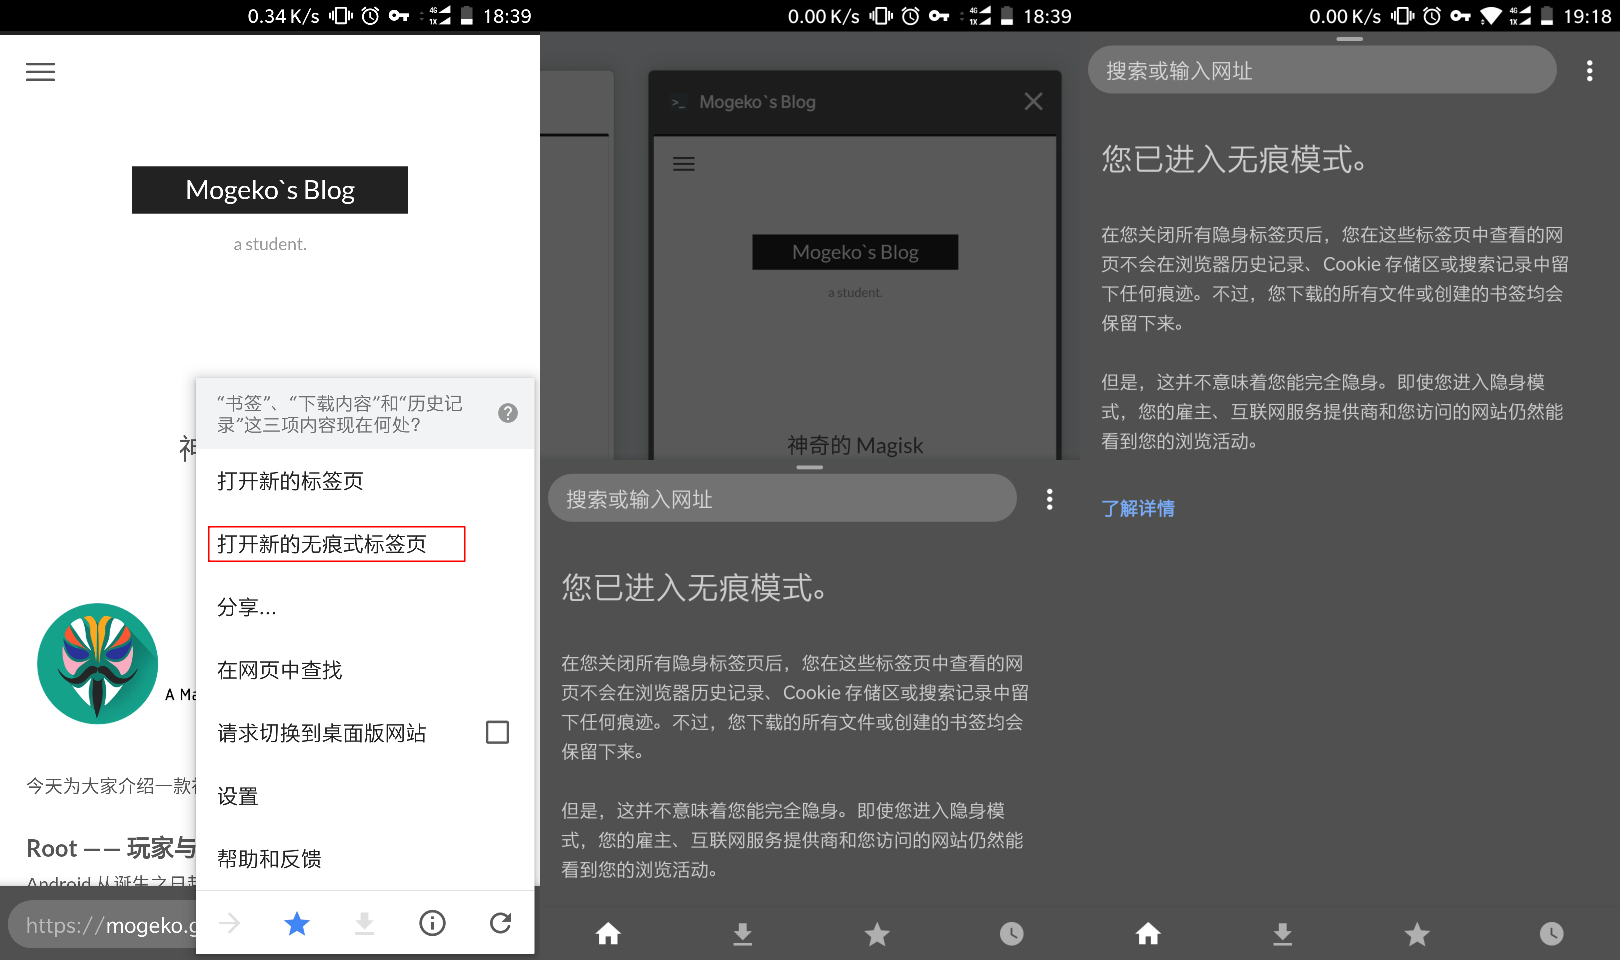 0.34 K/s 4G 1X 18:39
Mogeko`s Blog
a student.
神
“书签”、“下载内容”和“历史记
录”这三项内容现在何处?
打开新的标签页
打开新的无痕式标签页
分享...
在网页中查找
请求切换到桌面版网站
设置
帮助和反馈
A Ma
今天为大家介绍一款
Root —— 玩家与
Android 从诞生之日
https://mogeko.g
0.00 K/s 4G 1X 18:39
>_ Mogeko`s Blog
Mogeko`s Blog
a student.
神奇的 Magisk
搜索或输入网址
您已进入无痕模式。
在您关闭所有隐身标签页后，您在这些标签页中查看的网
页不会在浏览器历史记录、Cookie 存储区或搜索记录中留
下任何痕迹。不过，您下载的所有文件或创建的书签均会
保留下来。
但是，这并不意味着您能完全隐身。即使您进入隐身模
式，您的雇主、互联网服务提供商和您访问的网站仍然能
看到您的浏览活动。
0.00 K/s 4G 1X 19:18
搜索或输入网址
您已进入无痕模式。
在您关闭所有隐身标签页后，您在这些标签页中查看的网
页不会在浏览器历史记录、Cookie 存储区或搜索记录中留
下任何痕迹。不过，您下载的所有文件或创建的书签均会
保留下来。
但是，这并不意味着您能完全隐身。即使您进入隐身模
式，您的雇主、互联网服务提供商和您访问的网站仍然能
看到您的浏览活动。
了解详情